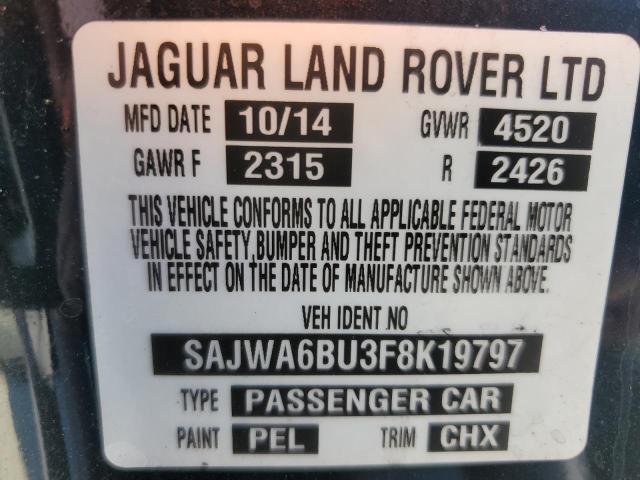 JAGUAR LAND ROVER LTD
MFD DATE 10/14 GVWR 4520
GAWR F 2315 R 2426
THIS VEHICLE CONFORMS TO ALL APPLICABLE FEDERAL MOTOR
VEHICLE SAFETY, BUMPER AND THEFT PREVENTION STANDARDS
IN EFFECT ON THE DATE OF MANUFACTURE SHOWN ABOVE.
VEH IDENT NO
SAJWA6BU3F8K19797
TYPE PASSENGER CAR
PAINT PEL TRIM CHX